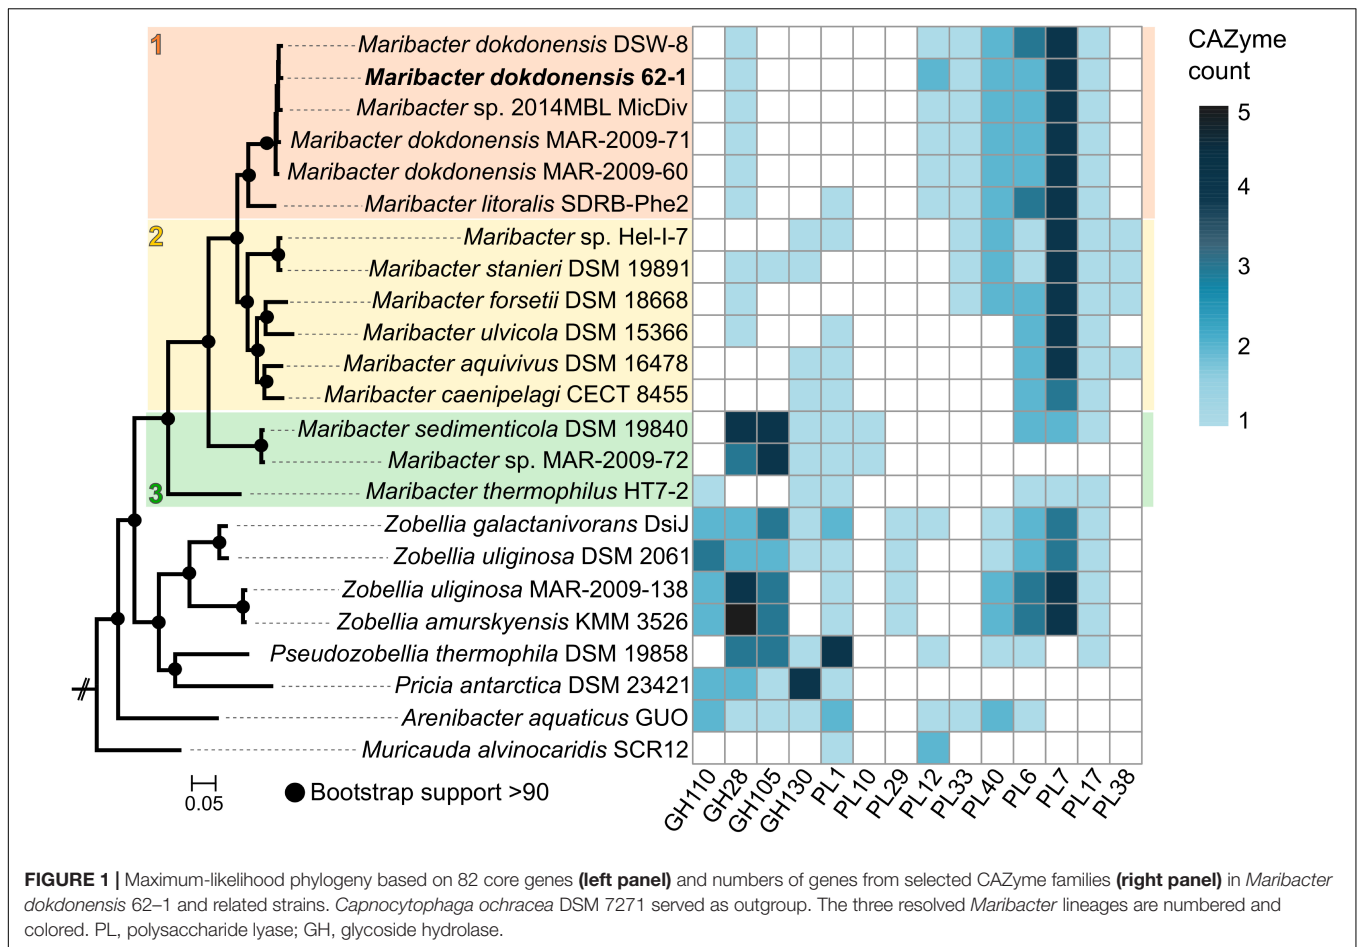 1
Maribacter dokdonensis DSW-8
Maribacter dokdonensis 62-1
Maribacter sp. 2014MBL MicDiv
Maribacter dokdonensis MAR-2009-71
Maribacter dokdonensis MAR-2009-60
Maribacter litoralis SDRB-Phe2
2
Maribacter sp. Hel-I-7
Maribacter stanieri DSM 19891
Maribacter forsetii DSM 18668
Maribacter ulvicola DSM 15366
Maribacter aquivivus DSM 16478
Maribacter caenipelagi CECT 8455
Maribacter sedimenticola DSM 19840
Maribacter sp. MAR-2009-72
3
Maribacter thermophilus HT7-2
Zobellia galactanivorans DsiJ
Zobellia uliginosa DSM 2061
Zobellia uliginosa MAR-2009-138
Zobellia amurskyensis KMM 3526
Pseudozobellia thermophila DSM 19858
Pricia antarctica DSM 23421
Arenibacter aquaticus GUO
Muricauda alvinocaridis SCR12
0.05
Bootstrap support >90
GH110
GH28
GH105
GH130
PL1
PL10
PL29
PL12
PL33
PL40
PL6
PL7
PL17
PL38
CAZyme
count
5
4
3
2
1
FIGURE 1 | Maximum-likelihood phylogeny based on 82 core genes (left panel) and numbers of genes from selected CAZyme families (right panel) in Maribacter
dokdonensis 62–1 and related strains. Capnocytophaga ochracea DSM 7271 served as outgroup. The three resolved Maribacter lineages are numbered and
colored. PL, polysaccharide lyase; GH, glycoside hydrolase.